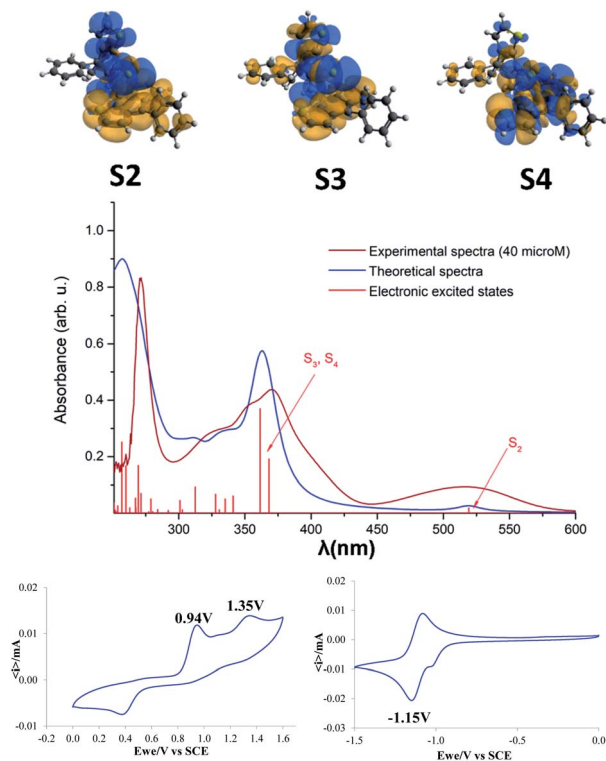 S2 S3 S4
Experimental spectra (40 microM)
Theoretical spectra
Electronic excited states
Absorbance (arb. u.)
1.0
0.8
0.6
0.4
0.2
S₃, S₄
S₂
250 300 350 400 450 500 550 600
λ(nm)
0.02
0.01
0.00
-0.01
<i>/mA
0.94V
1.35V
-0.2 0.0 0.2 0.4 0.6 0.8 1.0 1.2 1.4 1.6
Ewe/V vs SCE
0.02
0.01
0.00
-0.01
-0.02
-0.03
<i>/mA
-1.15V
-1.5 -1.0 -0.5 0.0
Ewe/V vs SCE